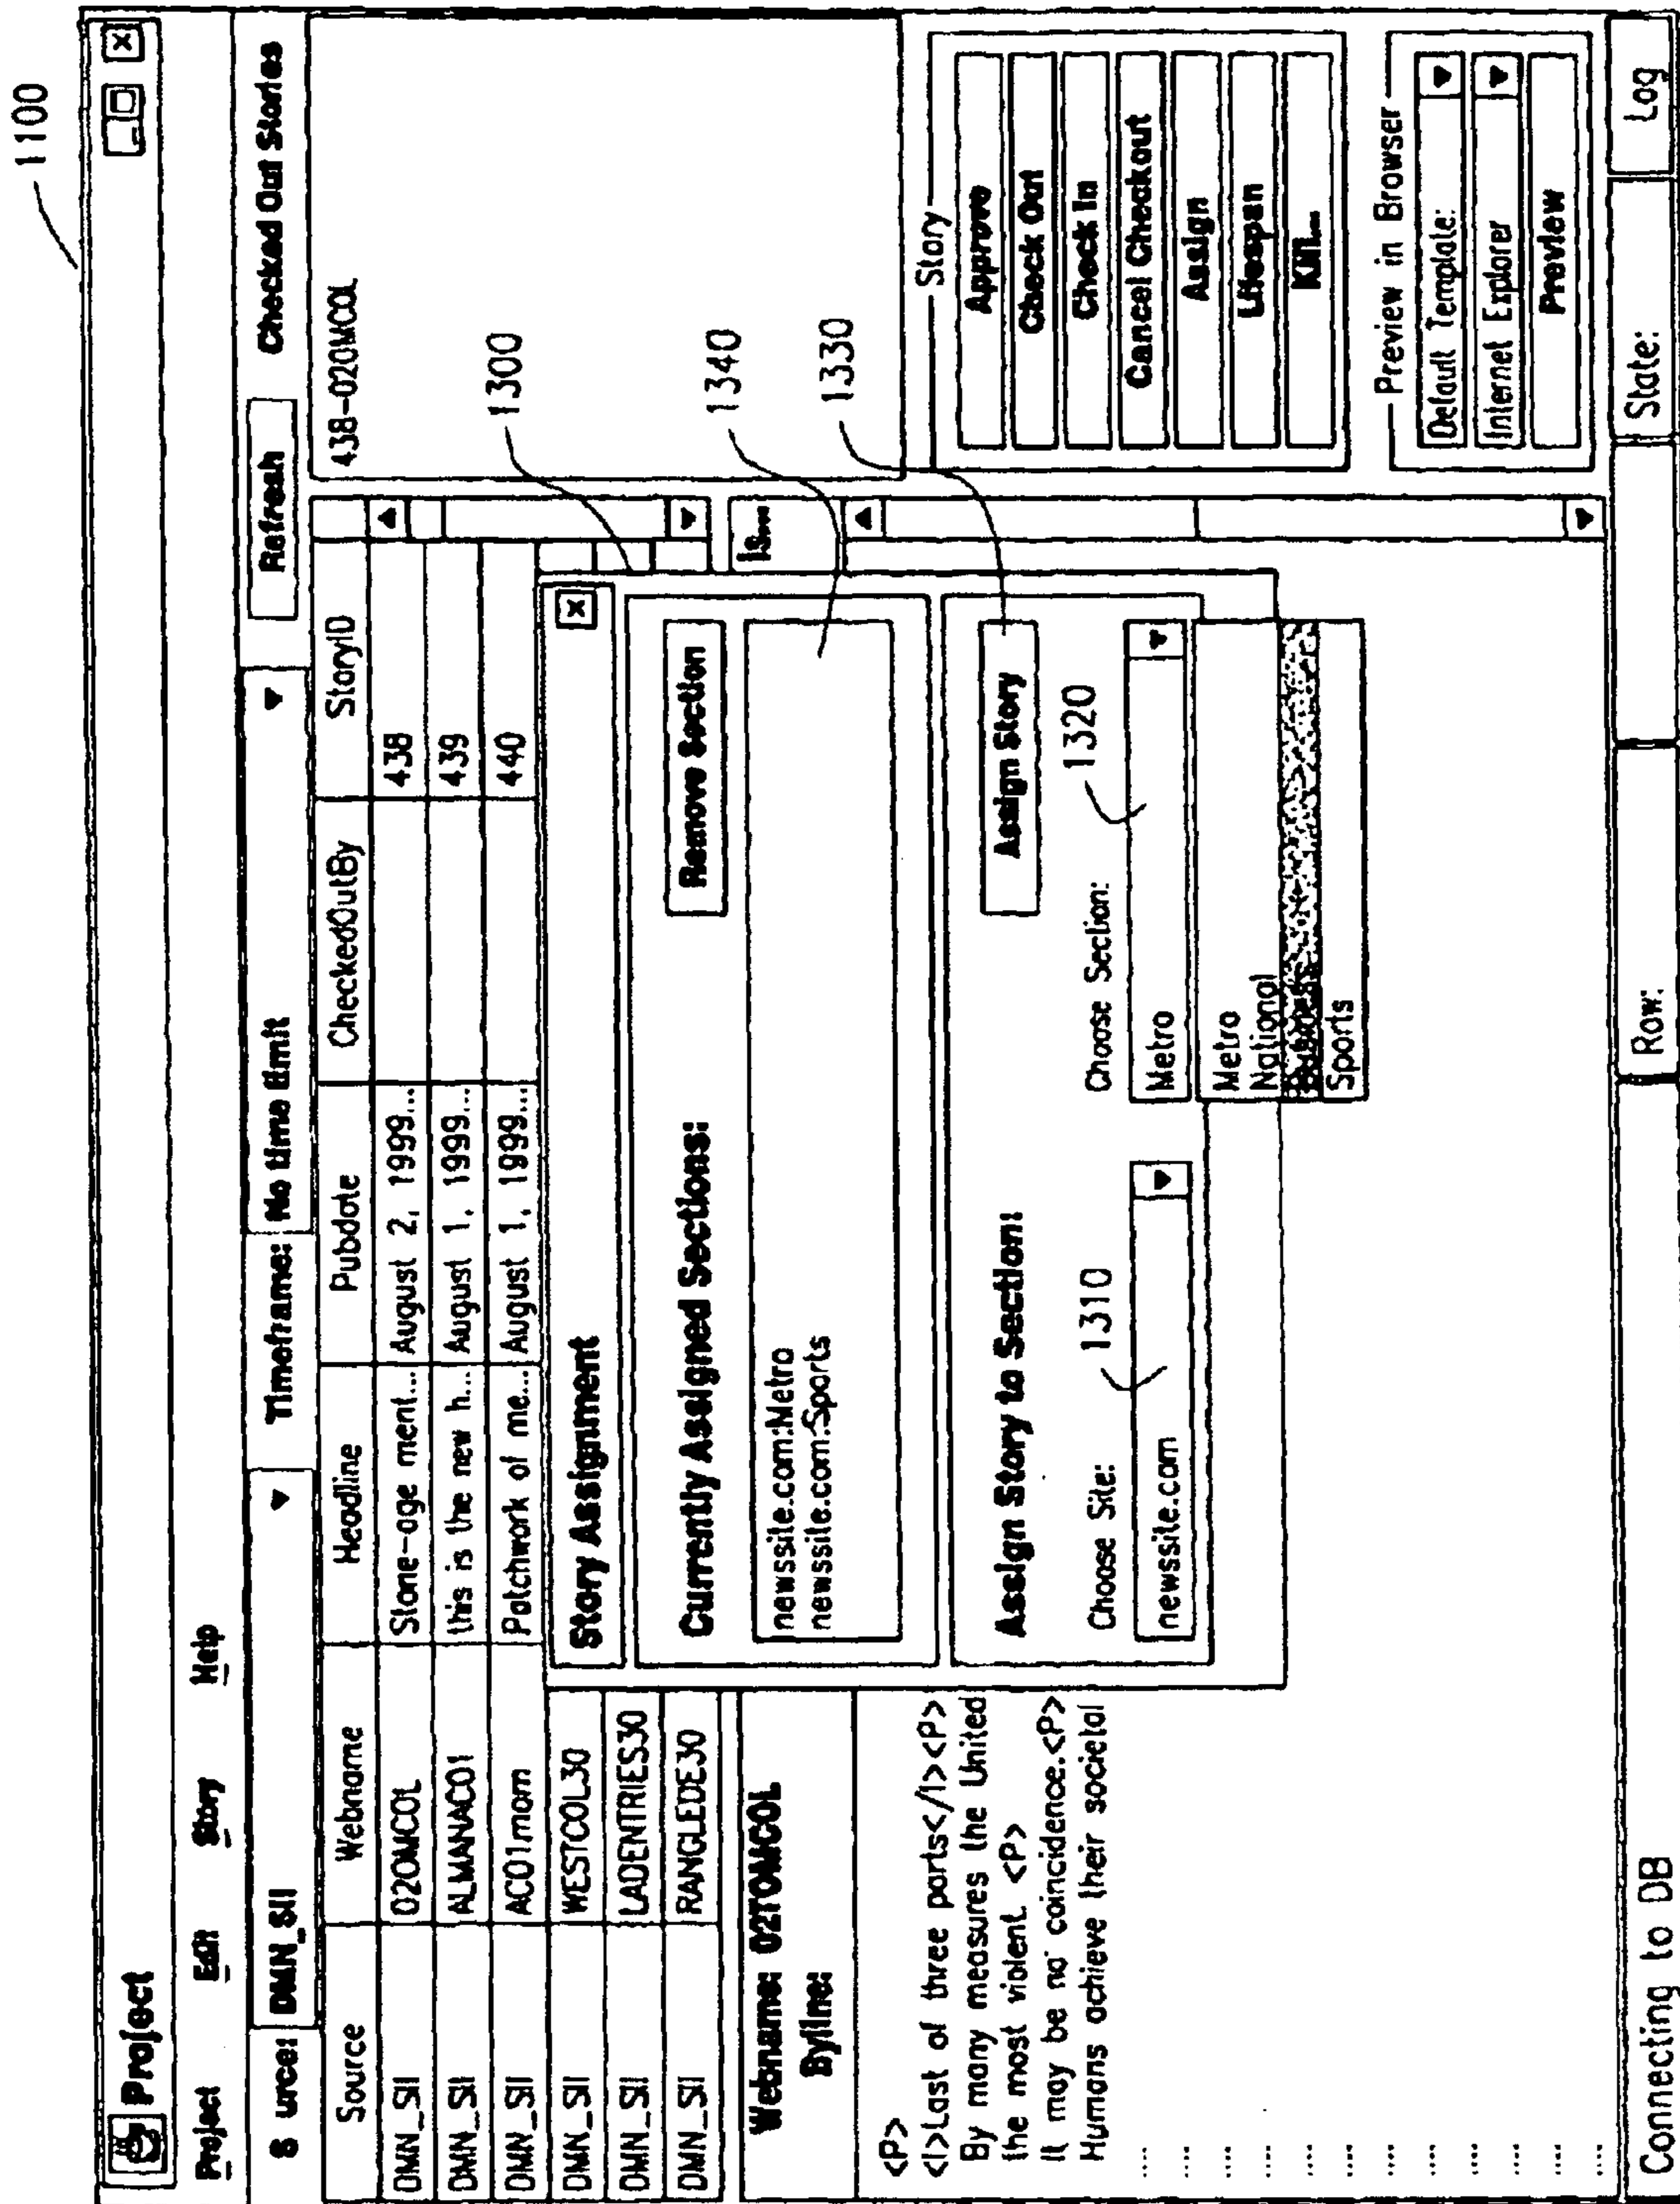 1100
Project
Project Edit Story Help
S urce: DMN_SII Timeframe: No time limit Refresh Checked Out Stories
Source Webname Headline Pubdate CheckedOutBy StoryID
DMN_SII 020MCOL Stone-age ment... August 2, 1999... 438
DMN_SII ALMANAC01 this is the new h... August 1, 1999... 439
DMN_SII AC01mom Patchwork of me... August 1, 1999... 440
DMN_SII WESTCOL30
DMN_SII LADENTRIES30
DMN_SII RANGLEDE30
438-020MCOL
1300
1340
1330
Story Assignment
Currently Assigned Sections: Remove Section
newssite.com:Metro
newssite.com:Sports
Assign Story to Section: Assign Story
Choose Site: 1310 Choose Section: 1320
newssite.com Metro
Metro
National
Sports
Webname: 02TOMCOL
Byline:
Is...
<P>
<I>Last of three parts</I><P>
By many measures the United
the most violent. <P>
It may be no coincidence.<P>
Humans achieve their societal
....
....
....
....
....
....
....
....
....
....
....
....
Story
Approve
Check Out
Check In
Cancel Checkout
Assign
Lifespan
Kill...
Preview in Browser
Default Template:
Internet Explorer
Preview
Connecting to DB Row: State: Log